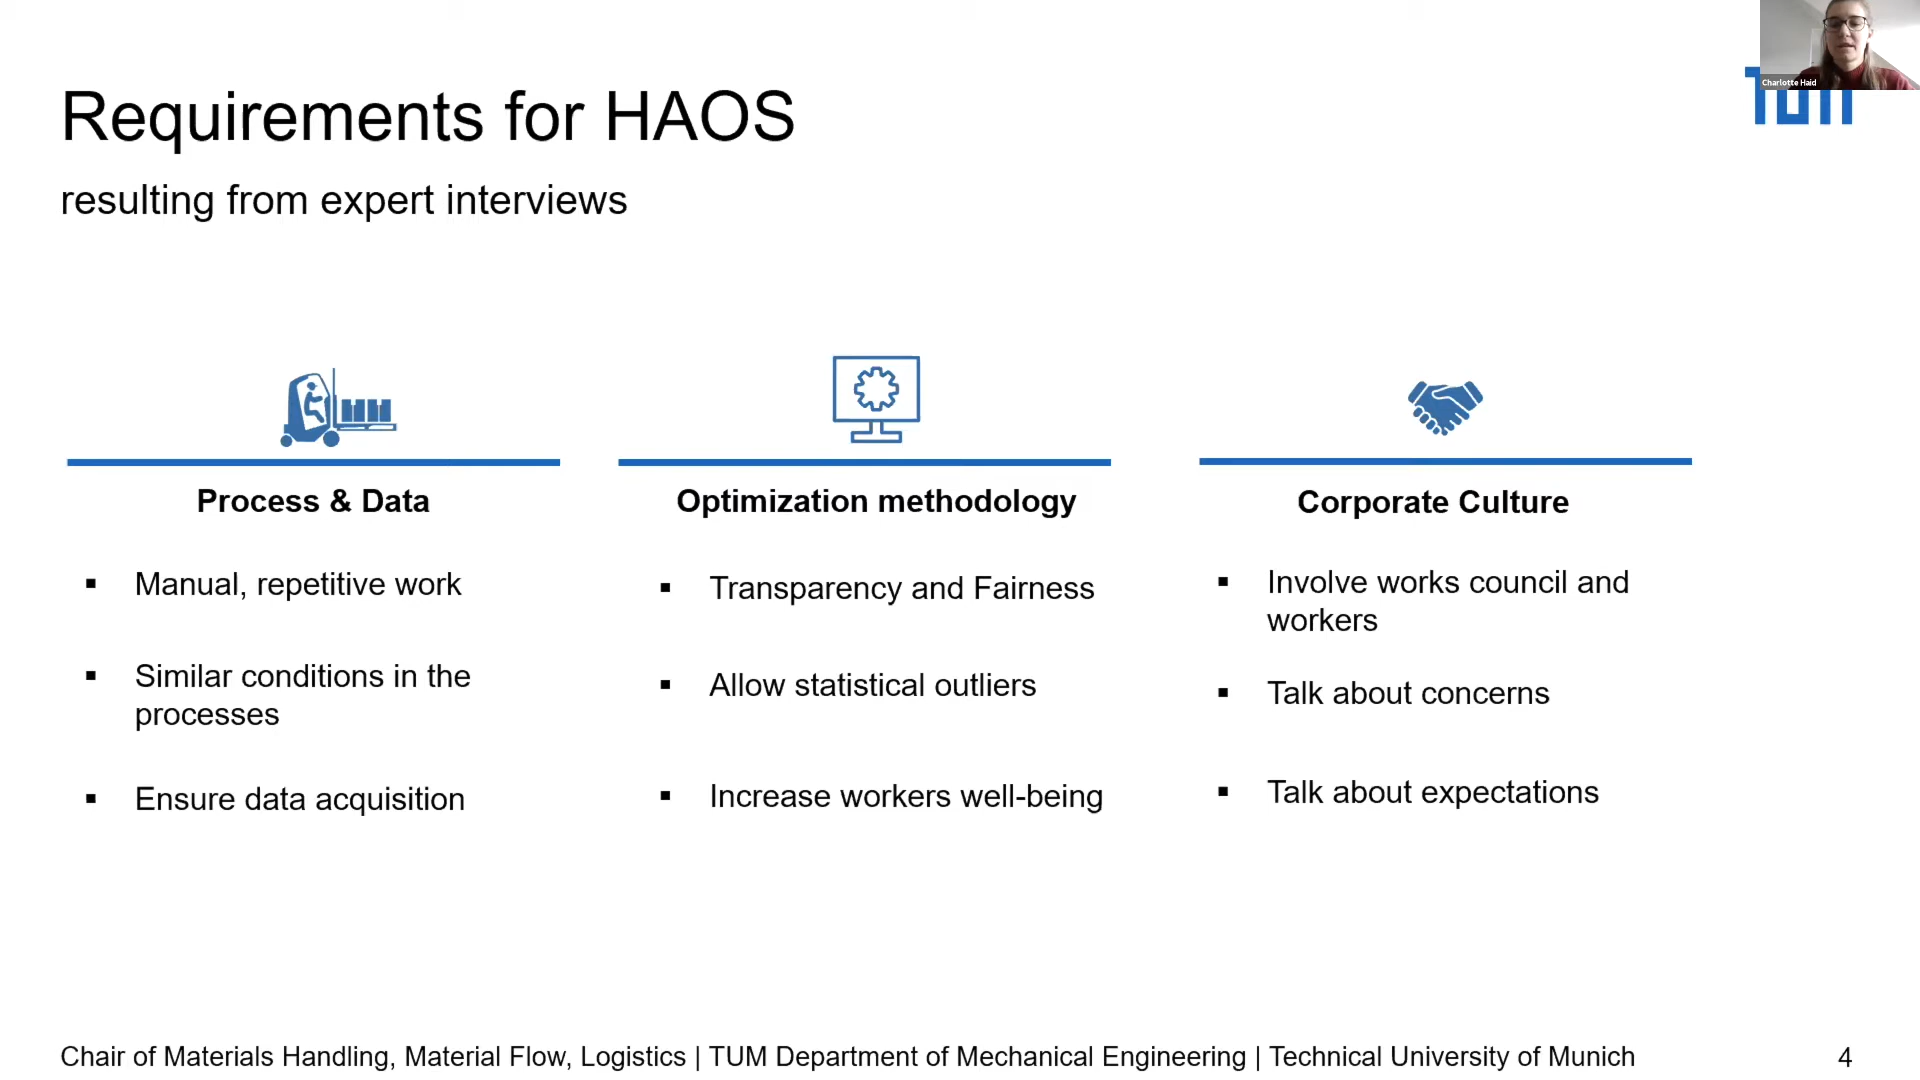 Charlotte Haid
TUM
Requirements for HAOS
resulting from expert interviews
Process & Data
Manual, repetitive work
Similar conditions in the
processes
Ensure data acquisition
Optimization methodology
Transparency and Fairness
Allow statistical outliers
Increase workers well-being
Corporate Culture
Involve works council and
workers
Talk about concerns
Talk about expectations
Chair of Materials Handling, Material Flow, Logistics | TUM Department of Mechanical Engineering | Technical University of Munich
4